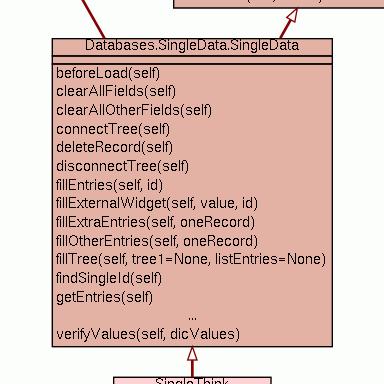 Databases.SingleData.SingleData
beforeLoad(self)
clearAllFields(self)
clearAllOtherFields(self)
connectTree(self)
deleteRecord(self)
disconnectTree(self)
fillEntries(self, id)
fillExternalWidget(self, value, id)
fillExtraEntries(self, oneRecord)
fillOtherEntries(self, oneRecord)
fillTree(self, tree1=None, listEntries=None)
findSingleId(self)
getEntries(self)
...
verifyValues(self, dicValues)
SingleThink